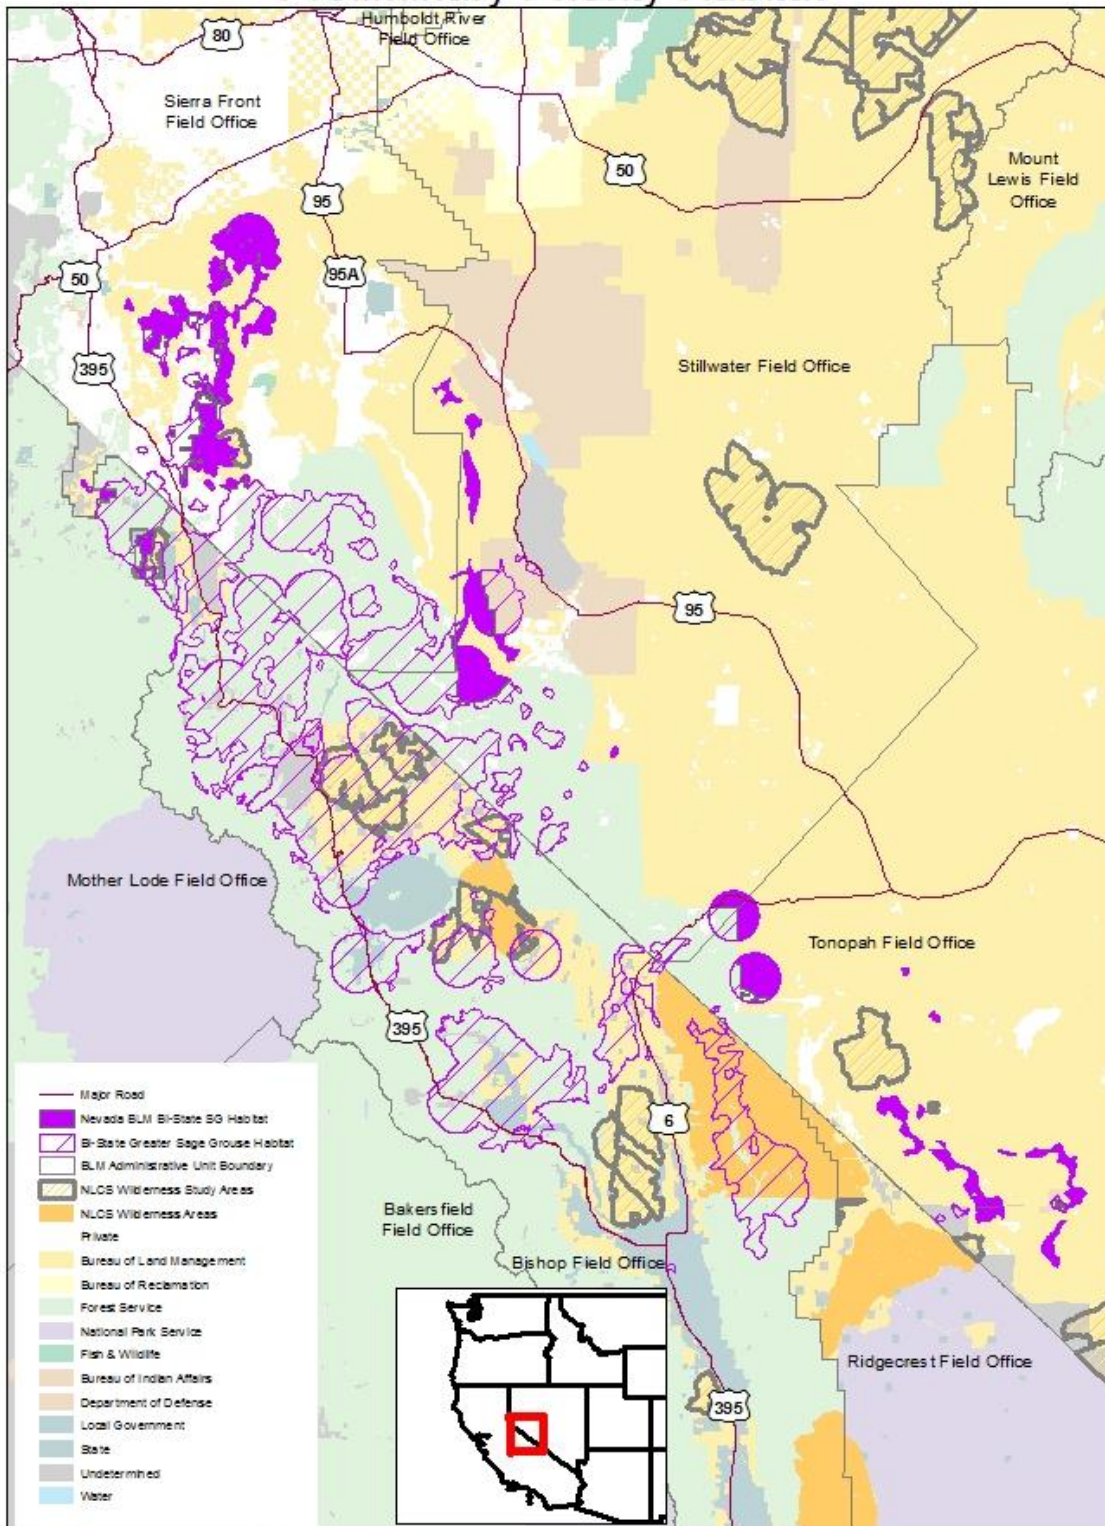 Humboldt River
Field Office
80
Sierra Front
Field Office
50
Mount
Lewis Field
Office
95
95A
50
395
Stillwater Field Office
95
Mother Lode Field Office
Tonopah Field Office
395
6
Bakersfield
Field Office
Bishop Field Office
Ridgecrest Field Office
395
Major Road
Nevada BLM Bi-State SG Habitat
Bi-State Greater Sage Grouse Habitat
BLM Administrative Unit Boundary
NLCS Wilderness Study Areas
NLCS Wilderness Areas
Private
Bureau of Land Management
Bureau of Reclamation
Forest Service
National Park Service
Fish & Wildlife
Bureau of Indian Affairs
Department of Defense
Local Government
State
Undetermined
Water